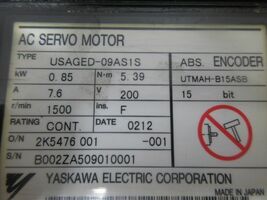 AC SERVO MOTOR
TYPE USAGED-09AS1S ABS. ENCODER
kW 0.85 N·m 5.39 UTMAH-B15ASB
A 7.6 V 200 15 bit
r/min 1500 ins. F
RATING CONT. 0212
O/N 2K5476 001 -001
S/N B002ZA509010001
YASKAWA ELECTRIC CORPORATION
MADE IN JAPAN